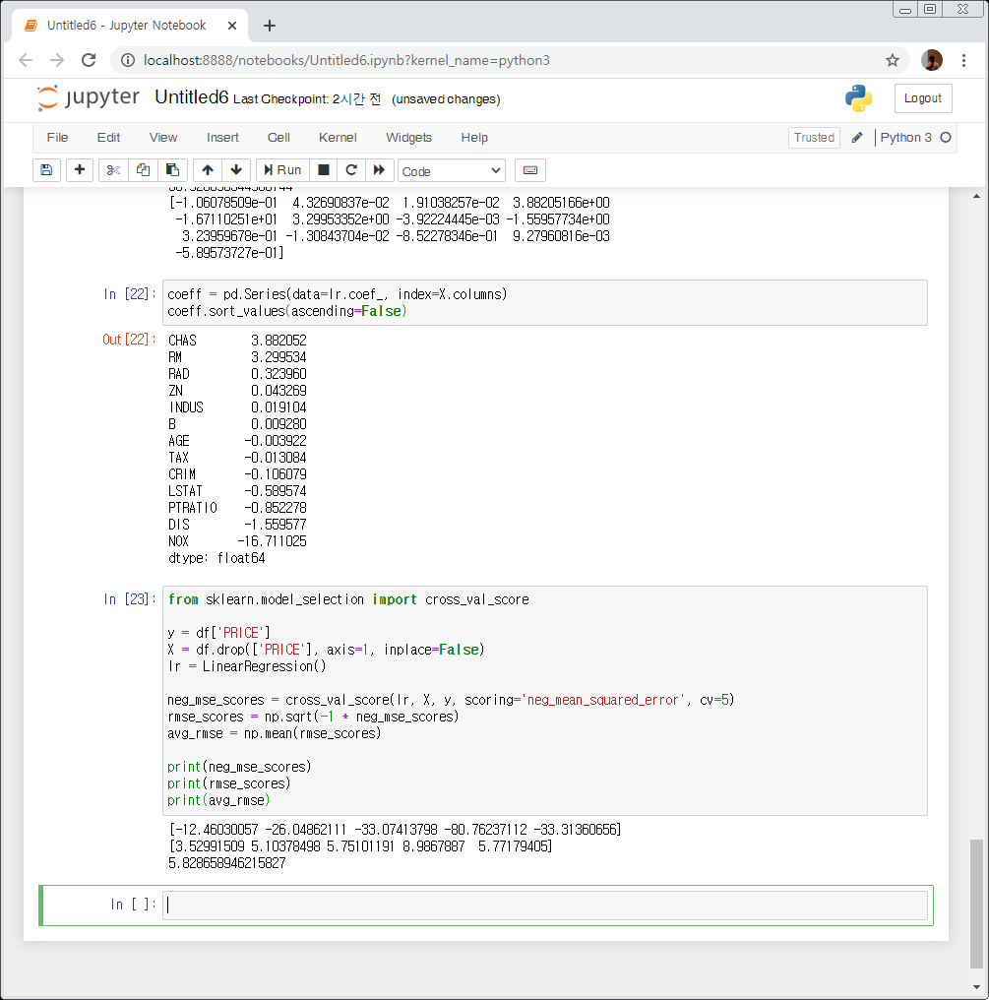 Untitled6 - Jupyter Notebook
localhost:8888/notebooks/Untitled6.ipynb?kernel_name=python3
jupyter Untitled6 Last Checkpoint: 2시간 전 (unsaved changes)
Logout
File Edit View Insert Cell Kernel Widgets Help
Trusted Python 3
Run Code
[-1.06078509e-01 4.32690837e-02 1.91038257e-02 3.88205166e+00
-1.67110251e+01 3.29953352e+00 -3.92224445e-03 -1.55957734e+00
3.23959678e-01 -1.30843704e-02 -8.52278346e-01 9.27960816e-03
-5.89573727e-01]
In [22]:
coeff = pd.Series(data=lr.coef_, index=X.columns)
coeff.sort_values(ascending=False)
Out[22]:
CHAS 3.882052
RM 3.299534
RAD 0.323960
ZN 0.043269
INDUS 0.019104
B 0.009280
AGE -0.003922
TAX -0.013084
CRIM -0.106079
LSTAT -0.589574
PTRATIO -0.852278
DIS -1.559577
NOX -16.711025
dtype: float64
In [23]:
from sklearn.model_selection import cross_val_score
y = df['PRICE']
X = df.drop(['PRICE'], axis=1, inplace=False)
lr = LinearRegression()
neg_mse_scores = cross_val_score(lr, X, y, scoring='neg_mean_squared_error', cv=5)
rmse_scores = np.sqrt(-1 * neg_mse_scores)
avg_rmse = np.mean(rmse_scores)
print(neg_mse_scores)
print(rmse_scores)
print(avg_rmse)
[-12.46030057 -26.04862111 -33.07413798 -80.76237112 -33.31360656]
[3.52991509 5.10378498 5.75101191 8.9867887 5.77179405]
5.828658946215827
In [ ]: